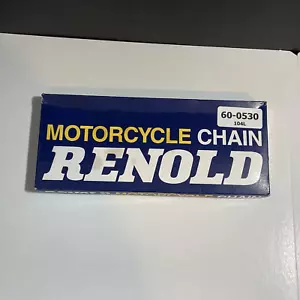 60-0530
104L
MOTORCYCLE CHAIN
RENOLD